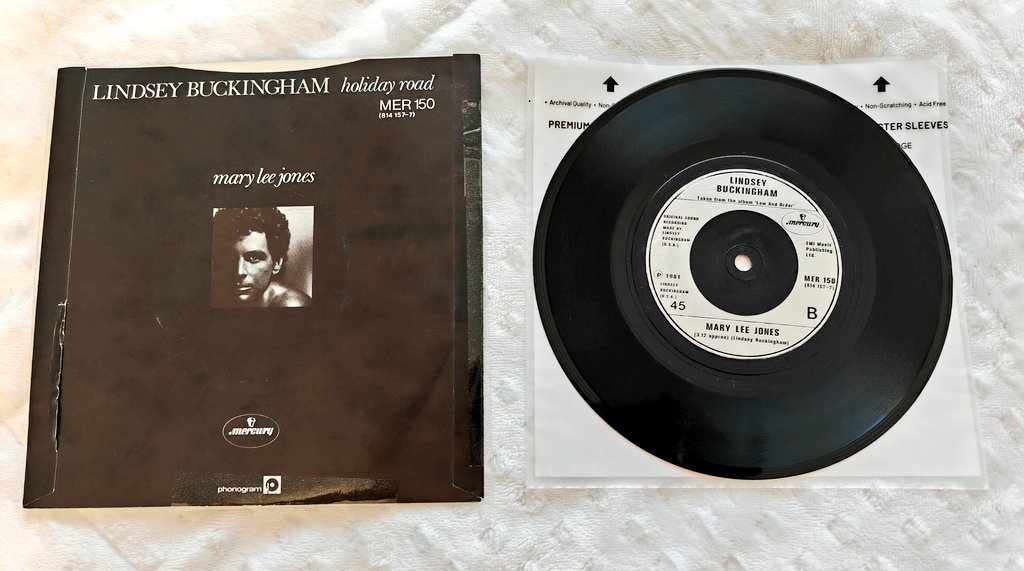 LINDSEY BUCKINGHAM holiday road
MER 150
(814 157-7)
mary lee jones
mercury
phonogram
• Archival Quality • Non-
• Non-Scratching • Acid Free
PREMIUM
TER SLEEVES
GE
LINDSEY
BUCKINGHAM
Taken from the album 'Law And Order'
mercury
ORIGINAL SOUND
RECORDING
MADE BY
LINDSEY
BUCKINGHAM
(U.S.A.)
EMI Music
Publishing
Ltd.
Ⓟ 1981
LINDSEY
BUCKINGHAM
(U.S.A.)
MER 150
(814 157-7)
45
B
MARY LEE JONES
(3.12 approx) (Lindsey Buckingham)